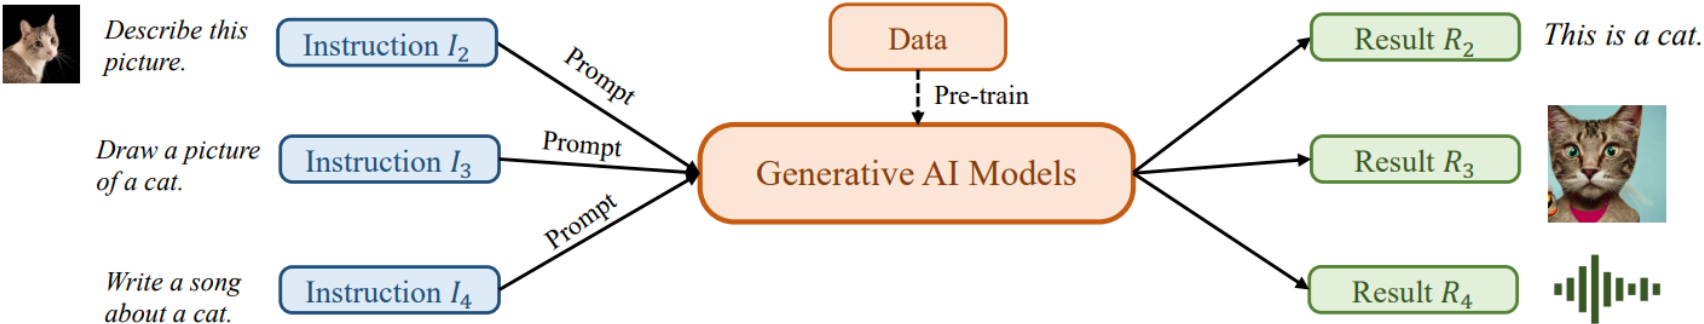 Describe this
picture.
Instruction I₂
Prompt
Data
Pre-train
Result R₂
This is a cat.
Draw a picture
of a cat.
Instruction I₃
Prompt
Generative AI Models
Result R₃
Write a song
about a cat.
Instruction I₄
Prompt
Result R₄